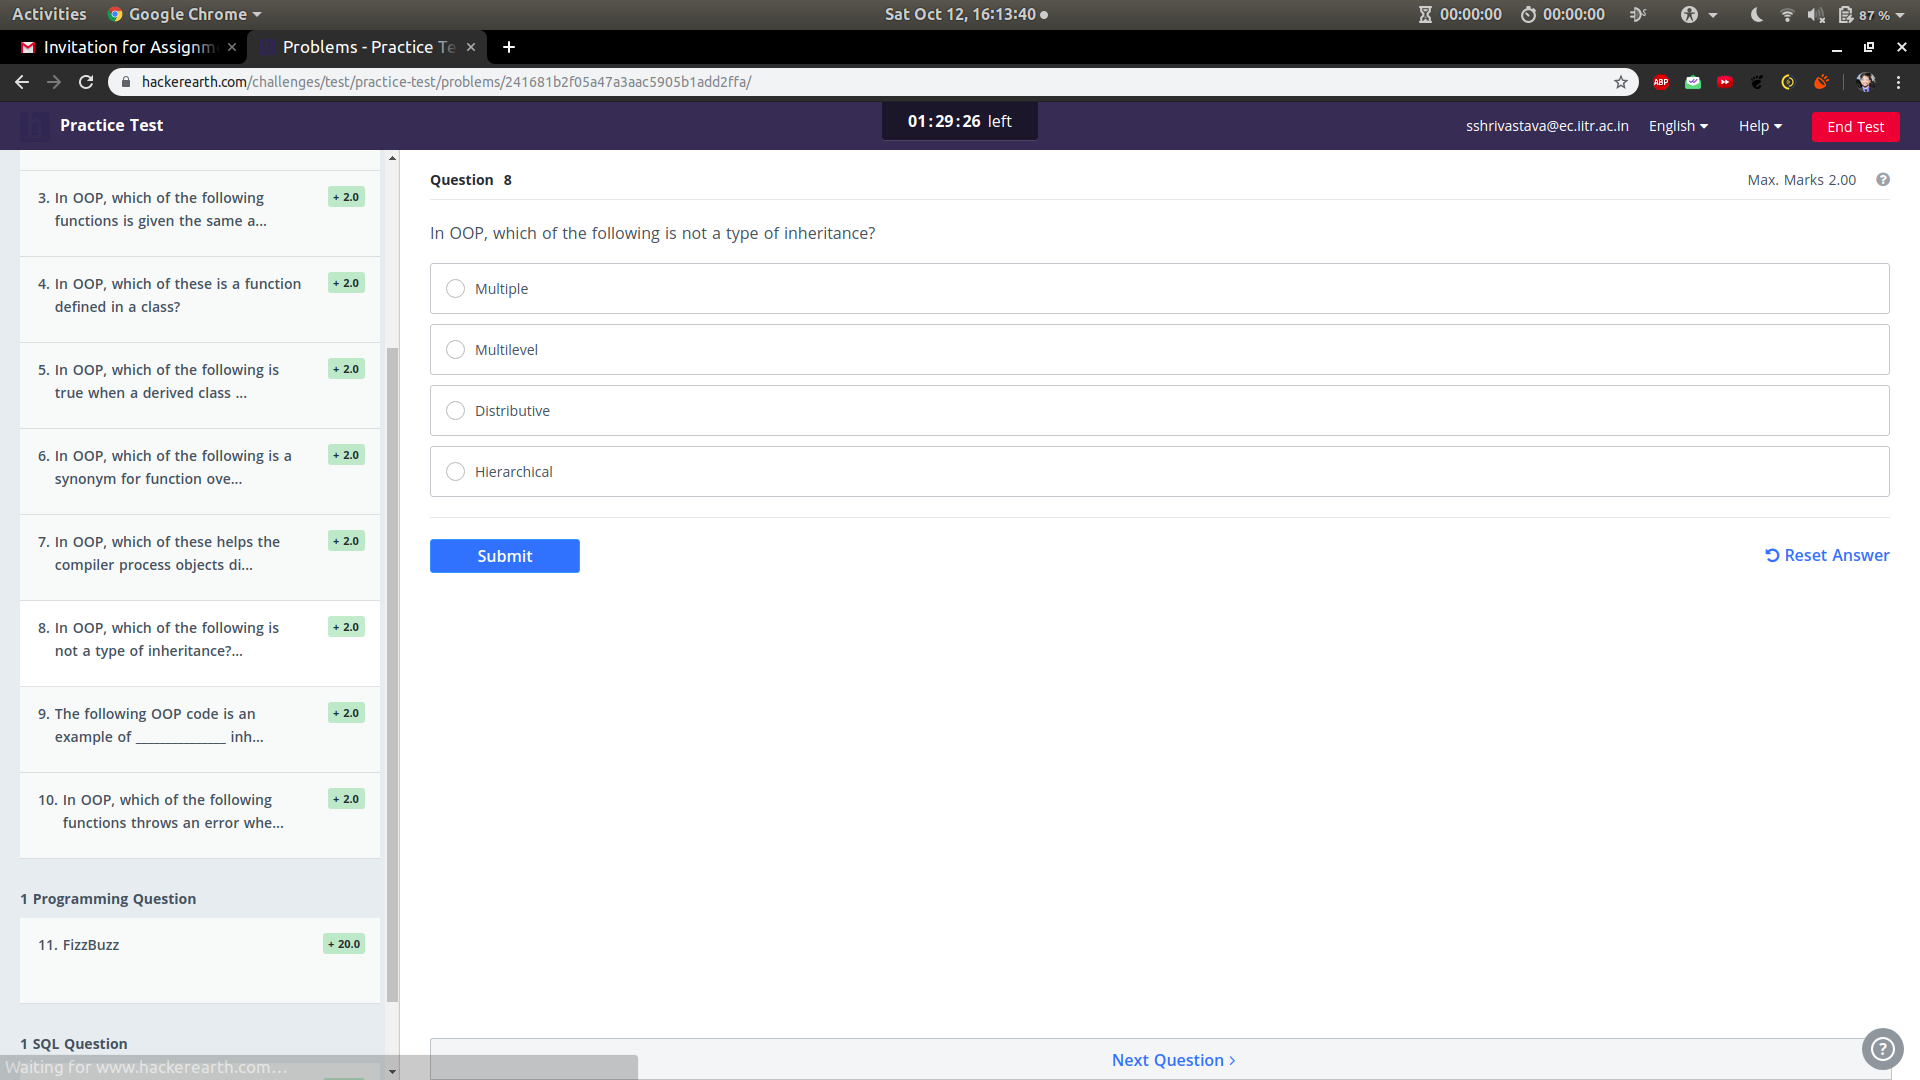 Activities
Google Chrome
Sat Oct 12, 16:13:40
00:00:00
00:00:00
87 %
Invitation for Assignm
Problems - Practice Te
hackerearth.com/challenges/test/practice-test/problems/241681b2f05a47a3aac5905b1add2ffa/
ABP
Practice Test
01:29:26 left
sshrivastava@ec.iitr.ac.in
English
Help
End Test
3. In OOP, which of the following
functions is given the same a...
+ 2.0
4. In OOP, which of these is a function
defined in a class?
+ 2.0
5. In OOP, which of the following is
true when a derived class ...
+ 2.0
6. In OOP, which of the following is a
synonym for function ove...
+ 2.0
7. In OOP, which of these helps the
compiler process objects di...
+ 2.0
8. In OOP, which of the following is
not a type of inheritance?...
+ 2.0
9. The following OOP code is an
example of ______________ inh...
+ 2.0
10. In OOP, which of the following
functions throws an error whe...
+ 2.0
1 Programming Question
11. FizzBuzz
+ 20.0
1 SQL Question
Waiting for www.hackerearth.com...
Question 8
Max. Marks 2.00
In OOP, which of the following is not a type of inheritance?
Multiple
Multilevel
Distributive
Hierarchical
Submit
Reset Answer
Next Question